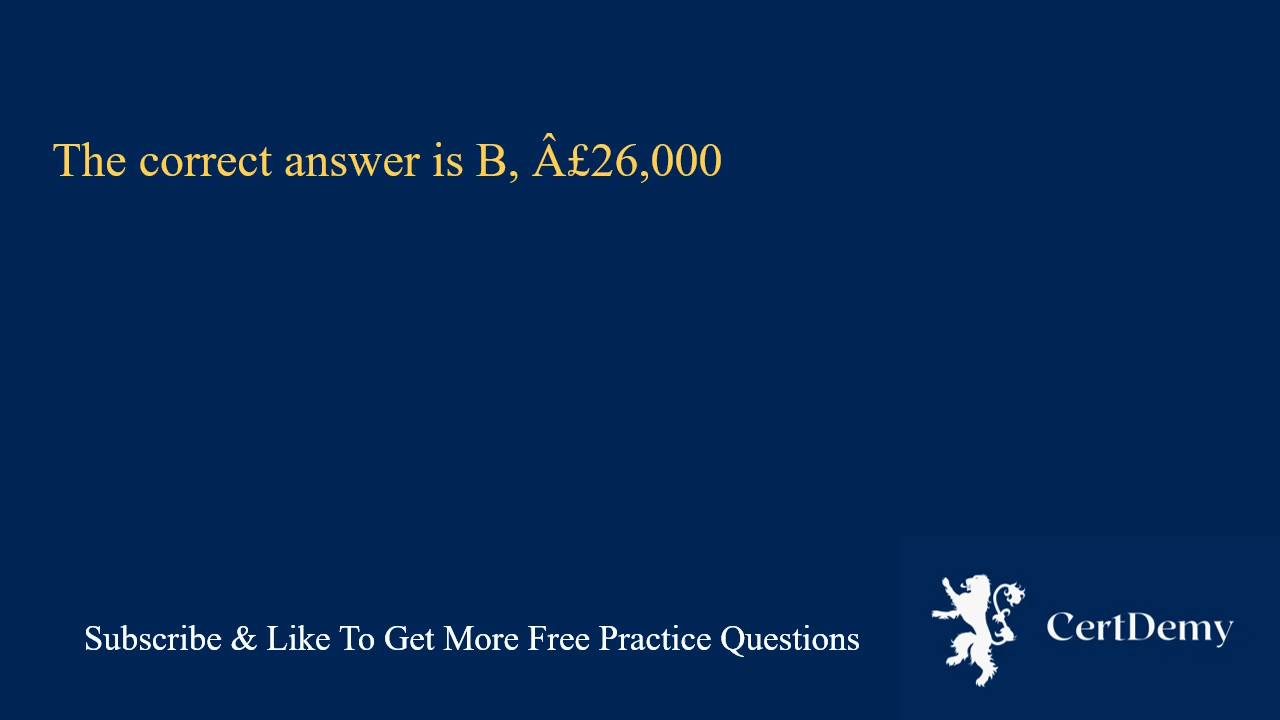 The correct answer is B, Â£26,000
Subscribe & Like To Get More Free Practice Questions
CertDemy